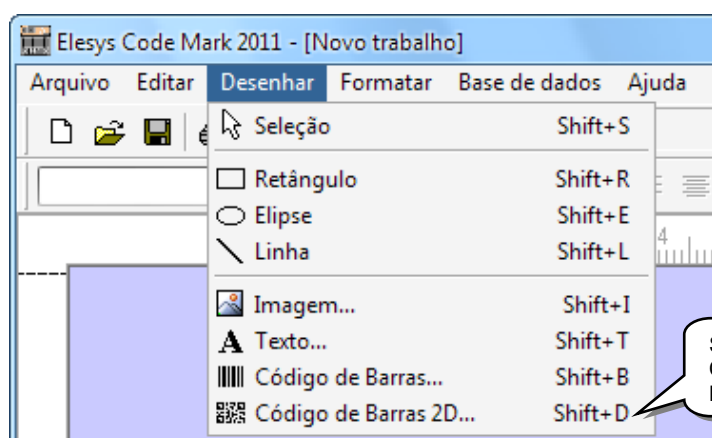 Elesys Code Mark 2011 - [Novo trabalho]
Arquivo Editar Desenhar Formatar Base de dados Ajuda
Seleção Shift+S
Retângulo Shift+R
Elipse Shift+E
Linha Shift+L
4
Imagem... Shift+I
Texto... Shift+T
Código de Barras... Shift+B
Código de Barras 2D... Shift+D